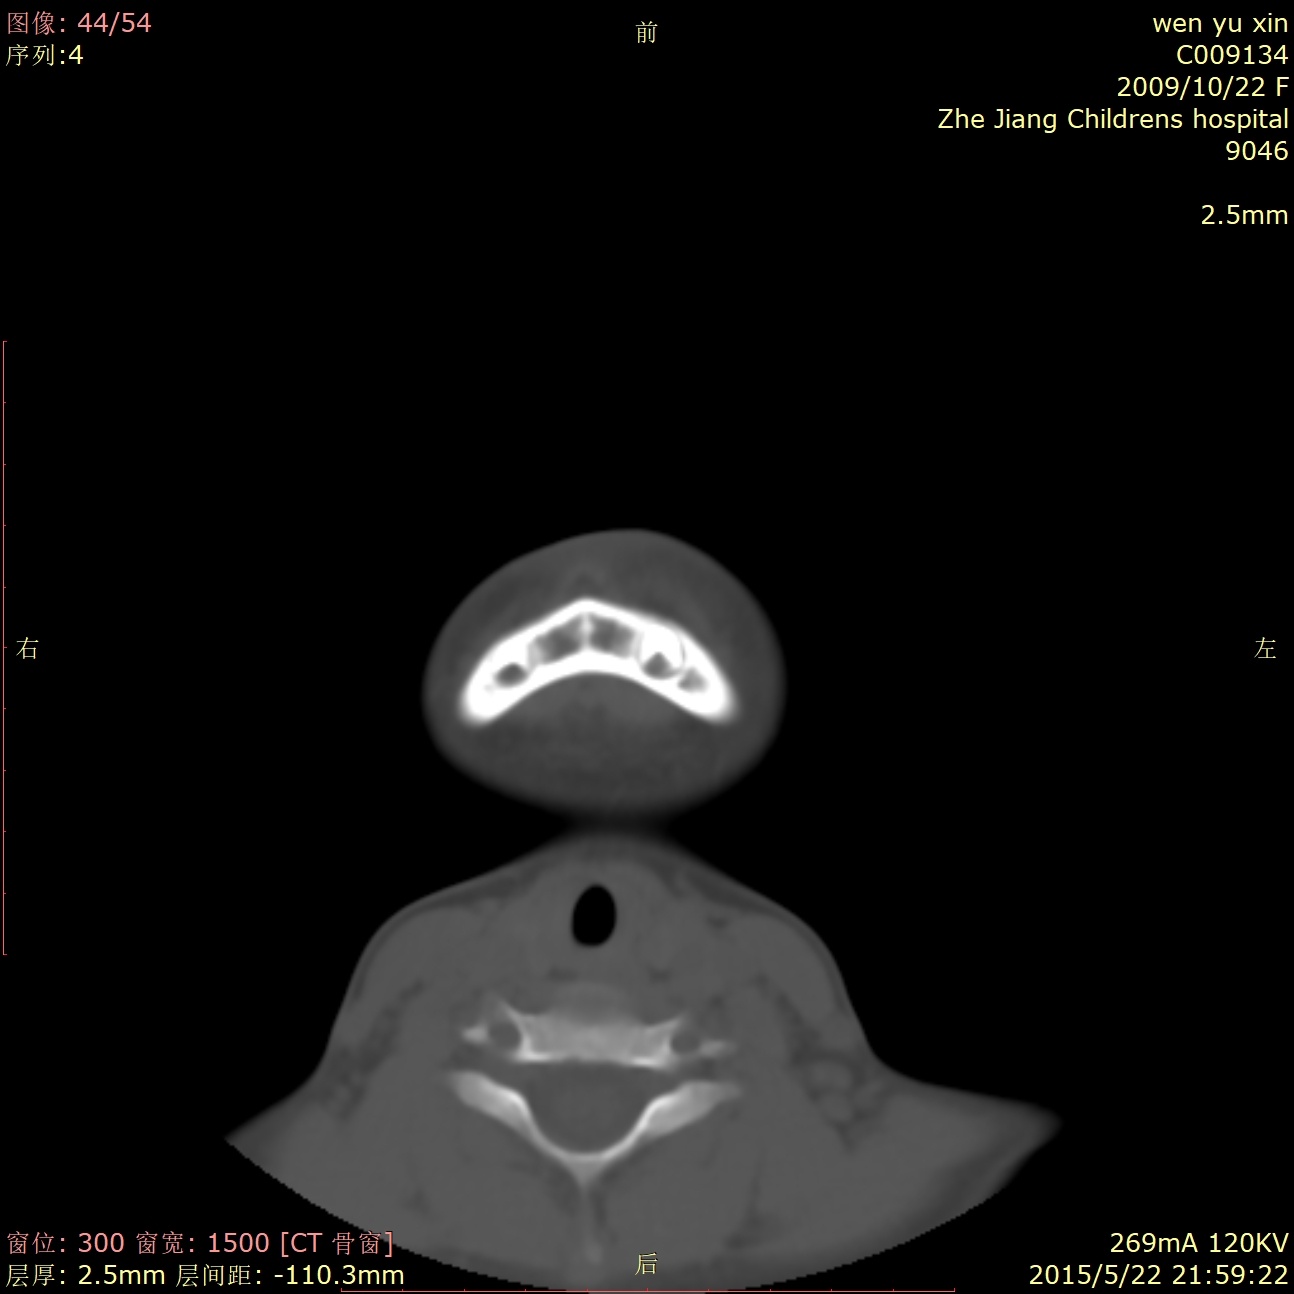 图像: 44/54
序列:4
前
wen yu xin
C009134
2009/10/22 F
Zhe Jiang Childrens hospital
9046
2.5mm
右
左
窗位: 300 窗宽: 1500 [CT 骨窗]
层厚: 2.5mm 层间距: -110.3mm
后
269mA 120KV
2015/5/22 21:59:22